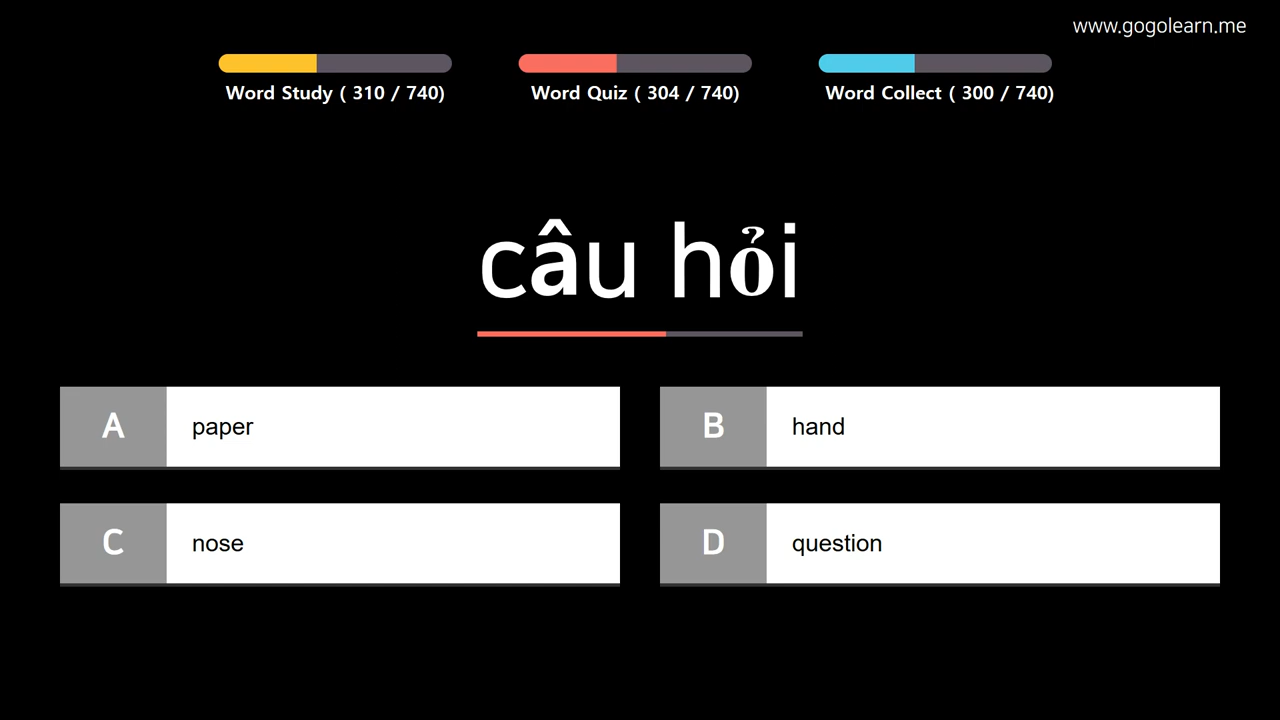 www.gogolearn.me
Word Study ( 310 / 740)
Word Quiz ( 304 / 740)
Word Collect ( 300 / 740)
câu hỏi
A paper
B hand
C nose
D question